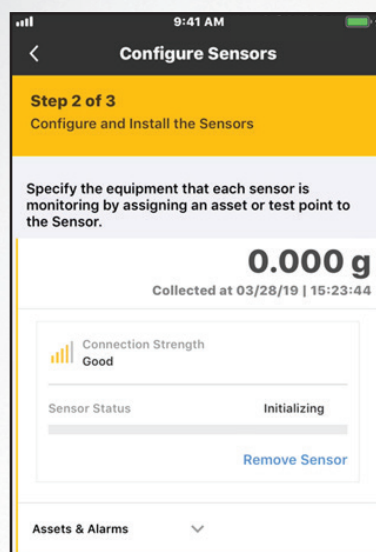 9:41 AM
Configure Sensors
Step 2 of 3
Configure and Install the Sensors
Specify the equipment that each sensor is
monitoring by assigning an asset or test point to
the Sensor.
0.000 g
Collected at 03/28/19 | 15:23:44
Connection Strength
Good
Sensor Status Initializing
Remove Sensor
Assets & Alarms